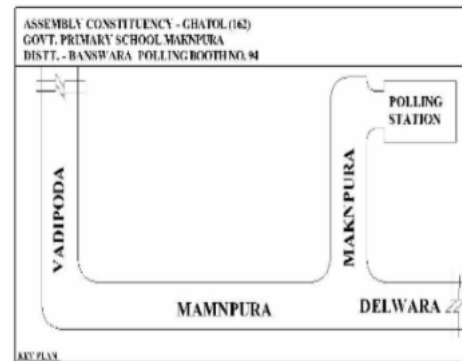 ASSEMBLY CONSTITUENCY - GHATOL (162)
GOVT. PRIMARY SCHOOL MAKNPURA
DISTT. - BANSWARA POLLING BOOTH NO. 94
POLLING
STATION
VADIPODA
MAKNPURA
MAMNPURA
DELWARA
KEY PLAN